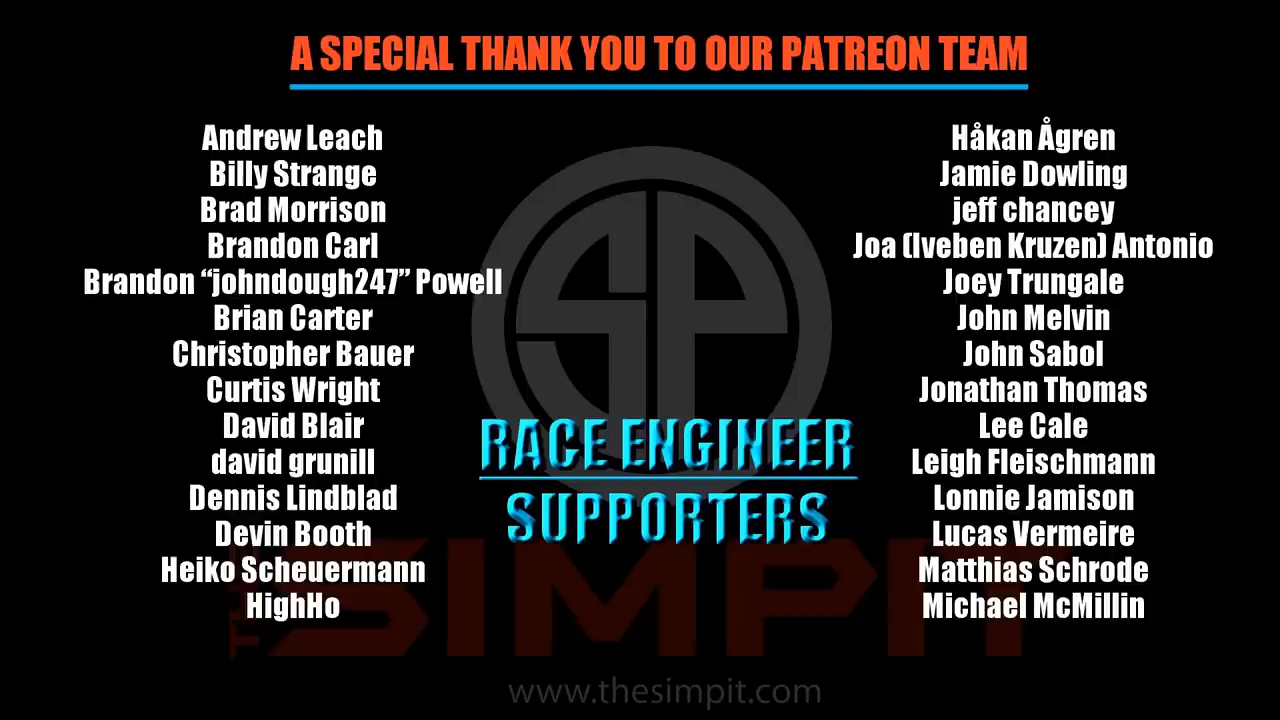 A SPECIAL THANK YOU TO OUR PATREON TEAM
Andrew Leach
Billy Strange
Brad Morrison
Brandon Carl
Brandon “johndough247” Powell
Brian Carter
Christopher Bauer
Curtis Wright
David Blair
david grunill
Dennis Lindblad
Devin Booth
Heiko Scheuermann
HighHo
SP
RACE ENGINEER
SUPPORTERS
Håkan Ågren
Jamie Dowling
jeff chancey
Joa (Iveben Kruzen) Antonio
Joey Trungale
John Melvin
John Sabol
Jonathan Thomas
Lee Cale
Leigh Fleischmann
Lonnie Jamison
Lucas Vermeire
Matthias Schrode
Michael McMillin
THE SIMPIT
www.thesimpit.com